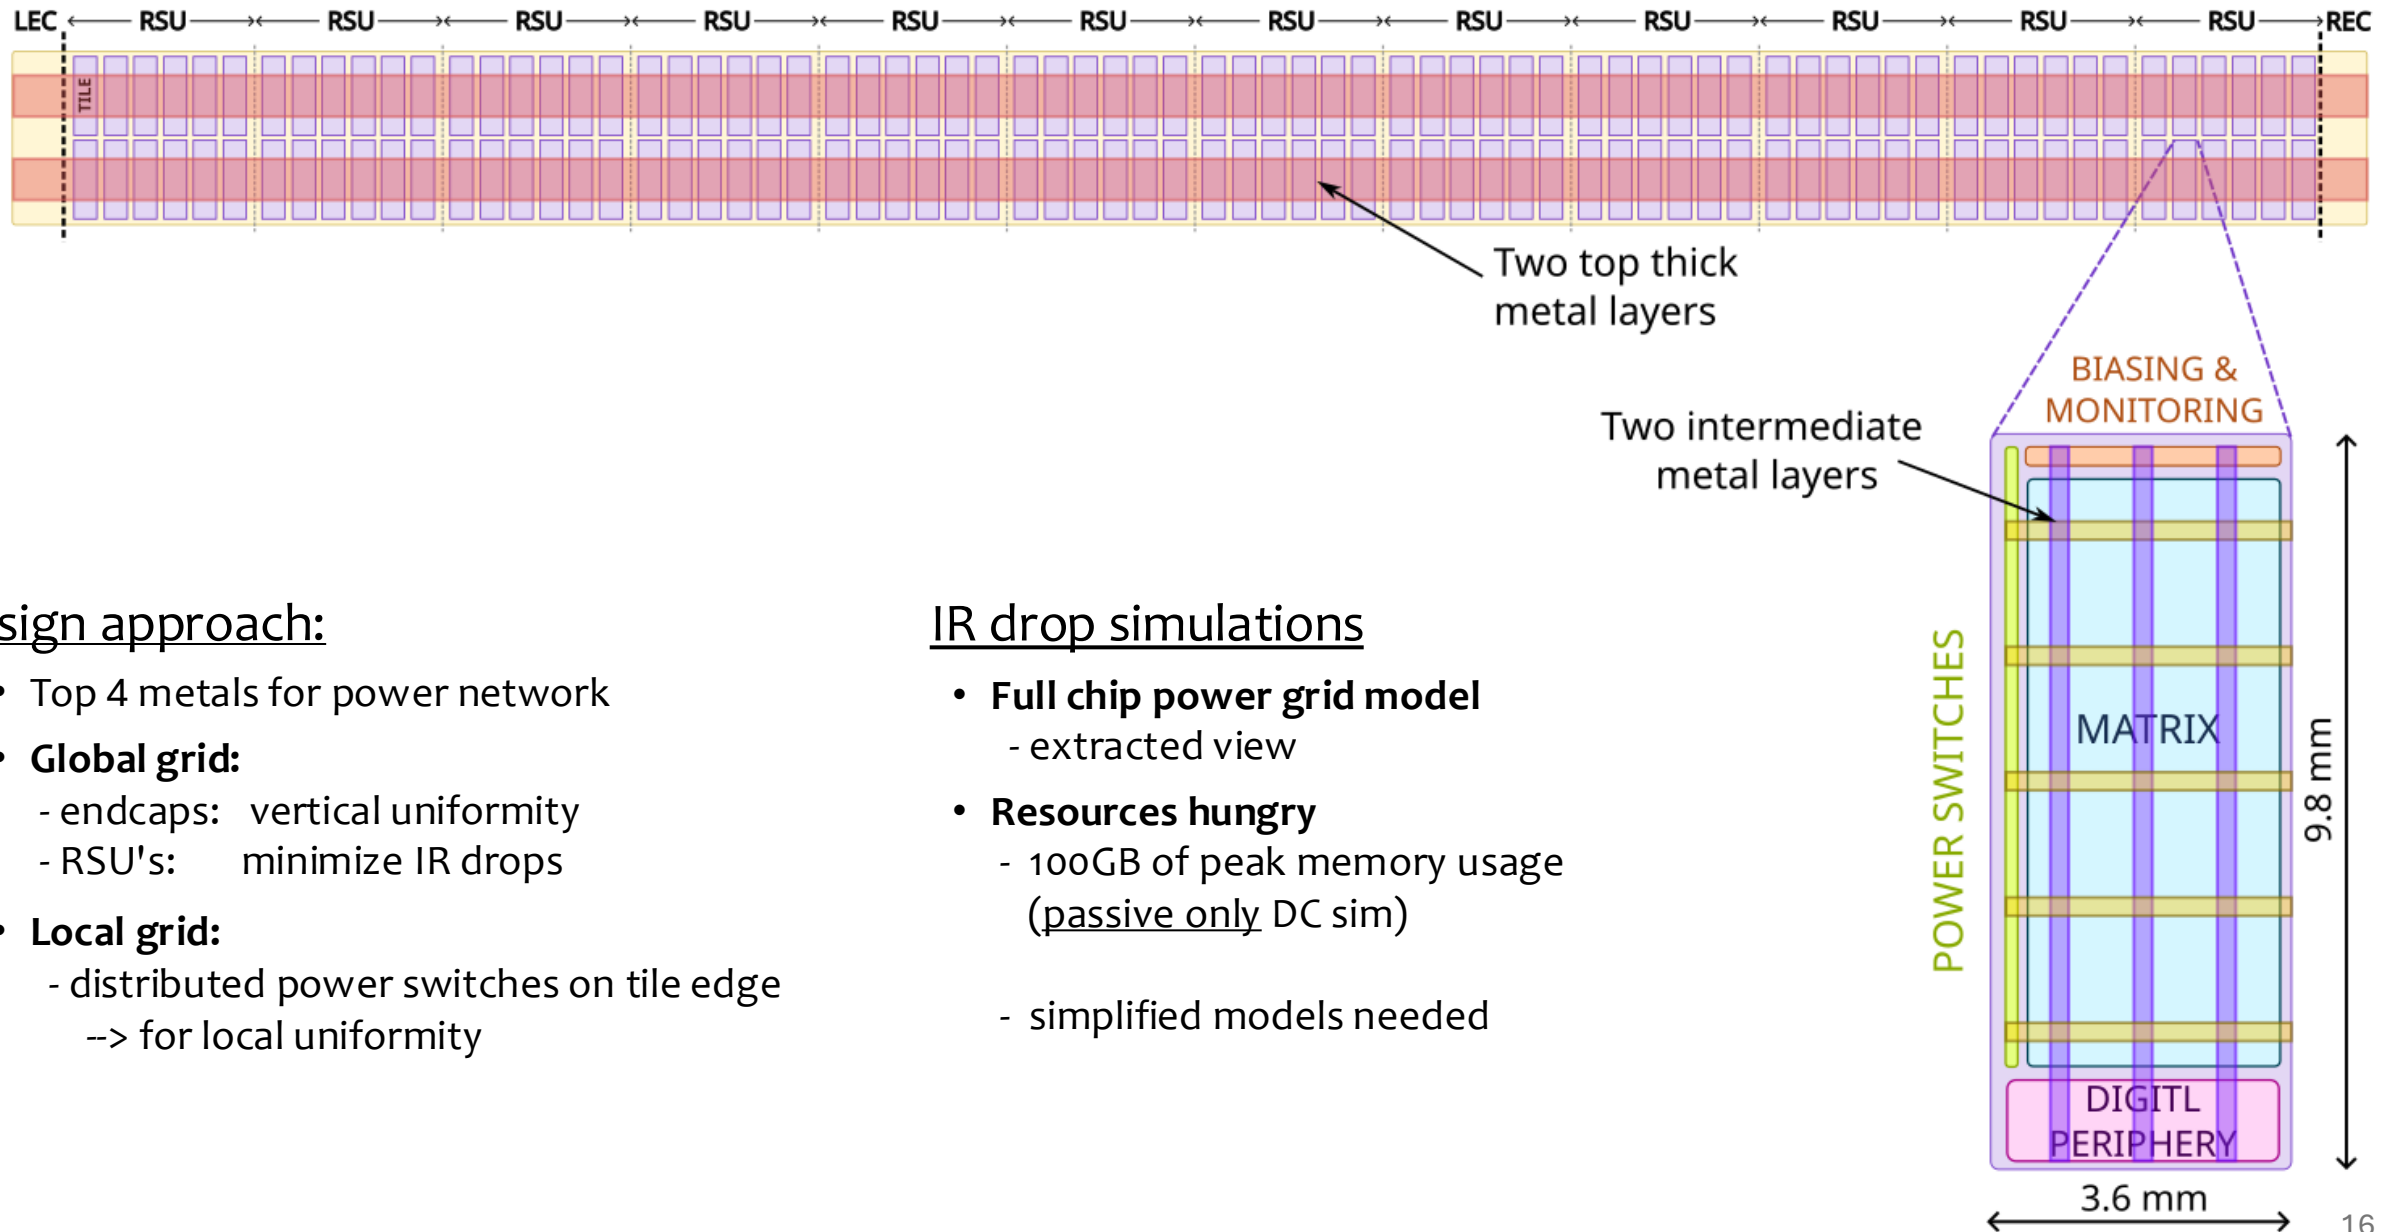 LEC RSU RSU RSU RSU RSU RSU RSU RSU RSU RSU RSU RSU REC
TILE
Two top thick
metal layers
BIASING &
MONITORING
Two intermediate
metal layers
POWER SWITCHES
MATRIX
9.8 mm
DIGITL
PERIPHERY
3.6 mm
sign approach:
• Top 4 metals for power network
• Global grid:
- endcaps: vertical uniformity
- RSU's: minimize IR drops
• Local grid:
- distributed power switches on tile edge
--> for local uniformity
IR drop simulations
• Full chip power grid model
- extracted view
• Resources hungry
- 100GB of peak memory usage
(passive only DC sim)
- simplified models needed
16